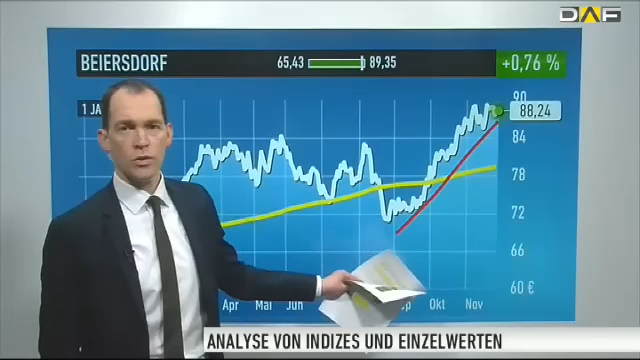 DAF
BEIERSDORF 65,43 89,35 +0,76 %
1 JA
90
88,24
84
78
72
66
60 €
Apr Mai Jun Okt Nov
ANALYSE VON INDIZES UND EINZELWERTEN